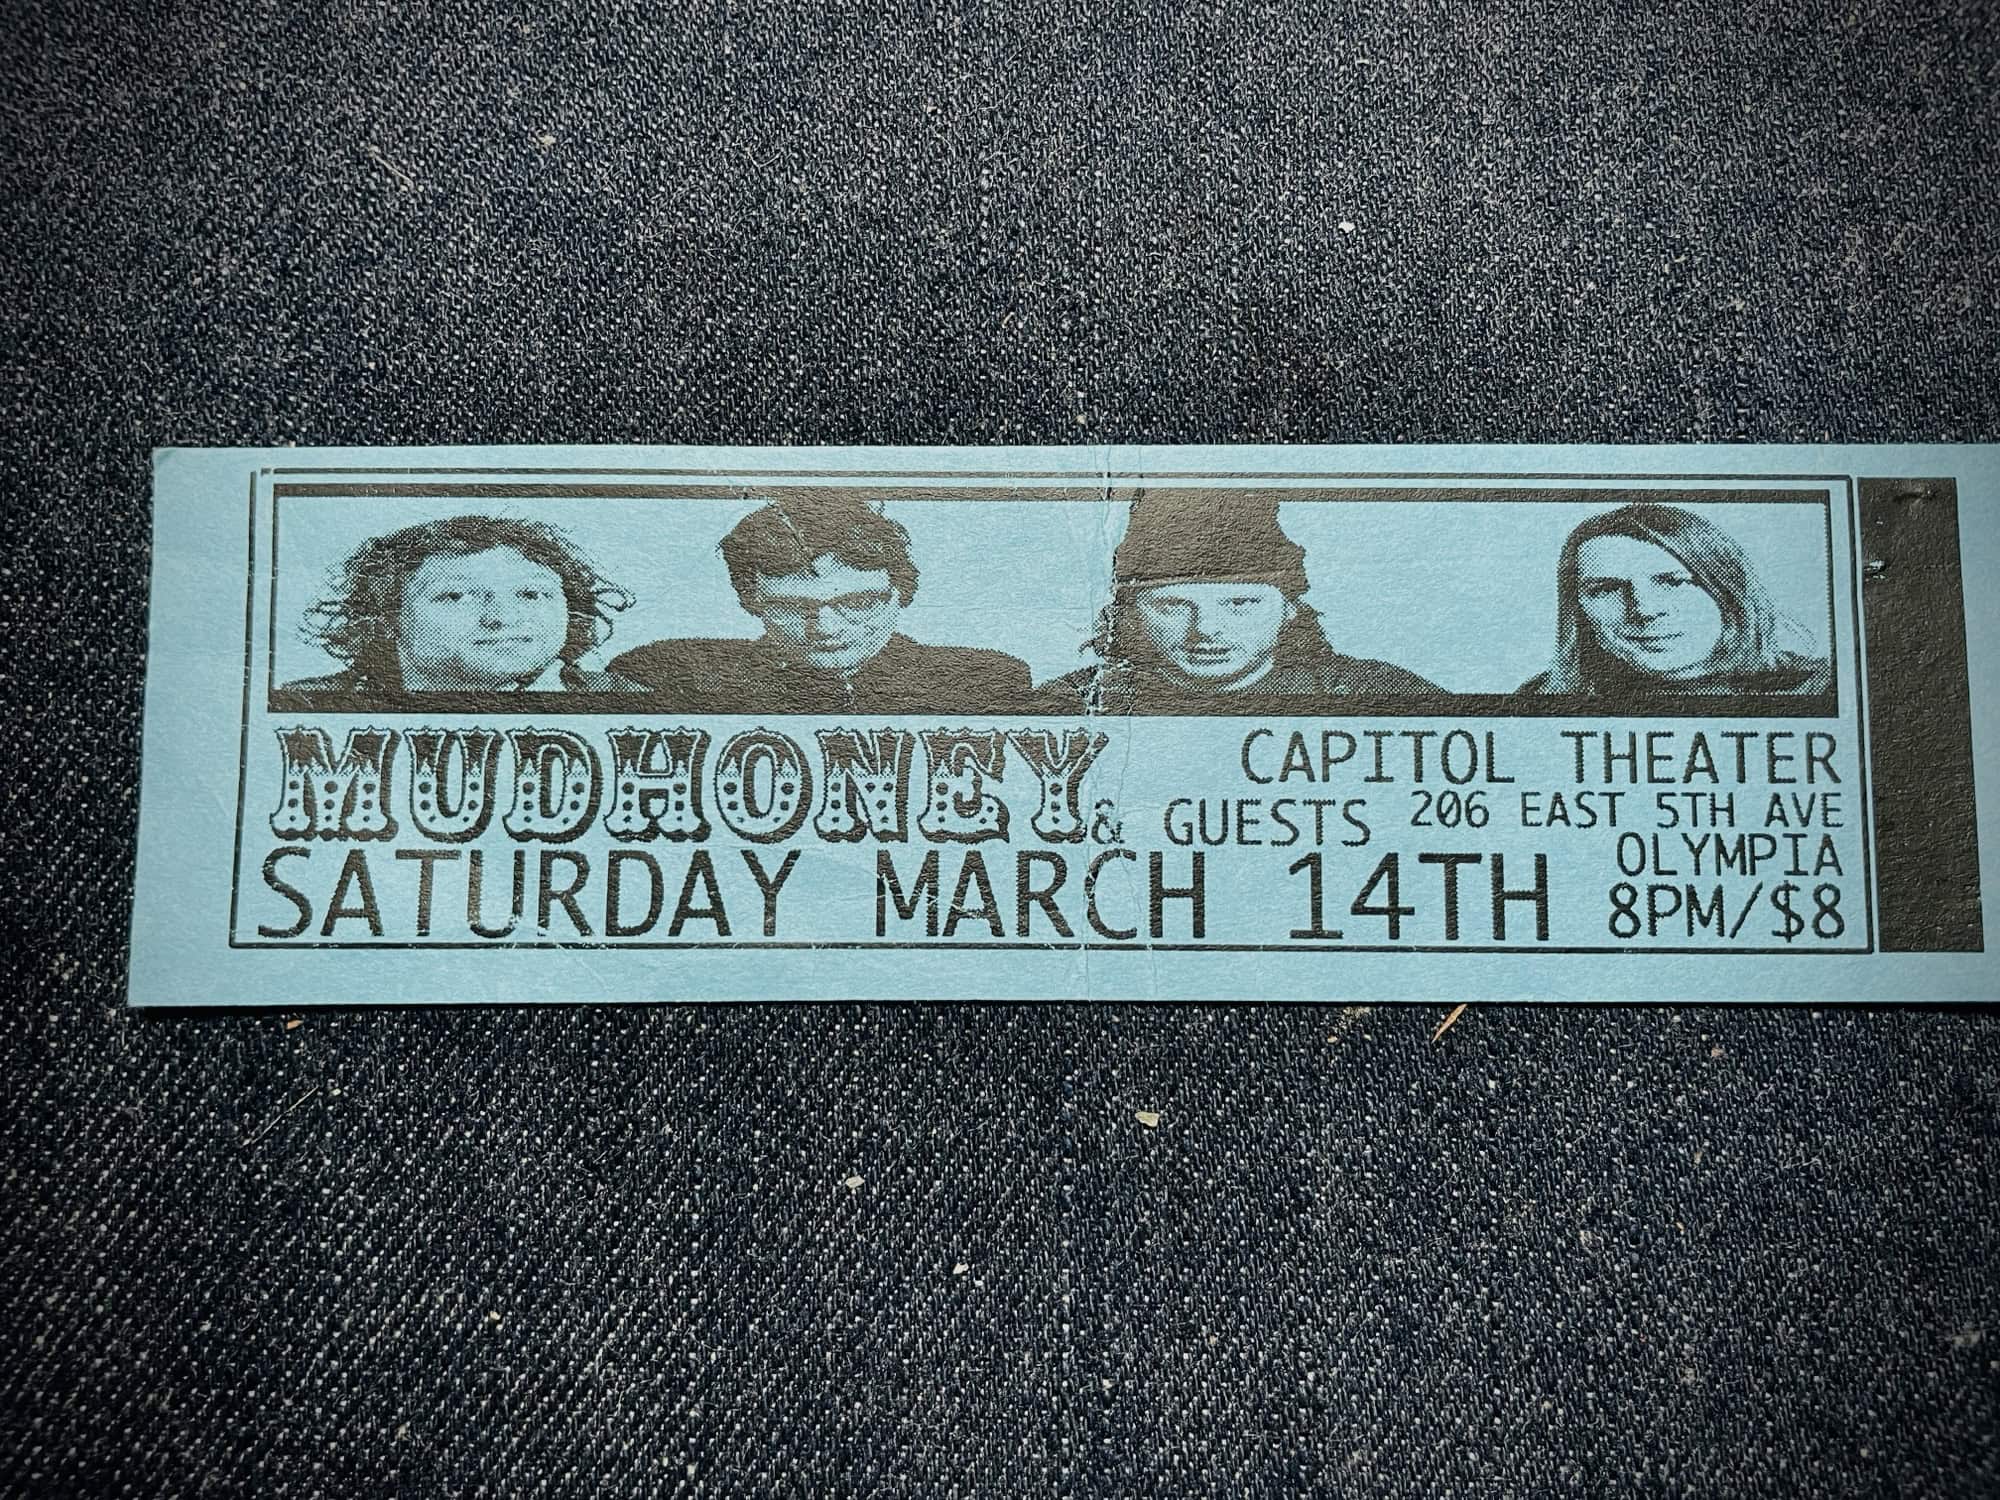 MUDHONEY & GUESTS
SATURDAY MARCH 14TH
CAPITOL THEATER
206 EAST 5TH AVE
OLYMPIA
8PM/$8